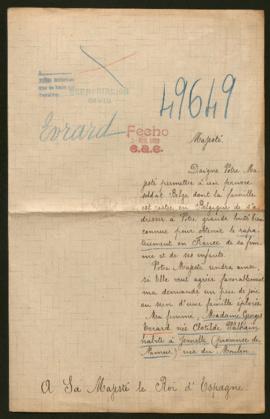 49649
Evrard
Fecho
Majesté.
Daigne Votre Ma-
jesté permettre à un pauvre
soldat Belge dont la famille
est restée en Belgique de s'a-
dresser à Votre grande bonté bien
connue pour obtenir le rapa-
triement en France de sa fem-
me et de ses enfants.
Votre Majesté rendra ainsi,
si Elle veut agréer favorablement
ma demande un peu de joie
au sein d'une famille éplorée
Ma femme, Madame Georges
Evrard née Clotilde
habite à Jemelle (province de
Namur) rue du Moulin.
A Sa Majesté le Roi d'Espagne